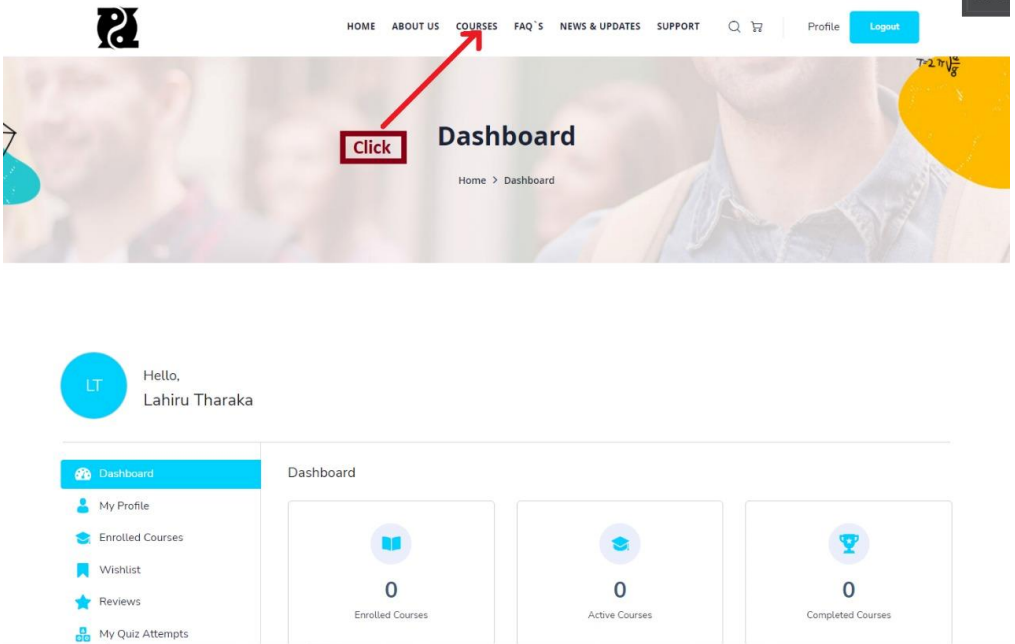 HOME ABOUT US COURSES FAQ`S NEWS & UPDATES SUPPORT Profile Logout
T=2π√l/g
Click
Dashboard
Home > Dashboard
LT
Hello,
Lahiru Tharaka
Dashboard
My Profile
Enrolled Courses
Wishlist
Reviews
My Quiz Attempts
Dashboard
0
Enrolled Courses
0
Active Courses
0
Completed Courses